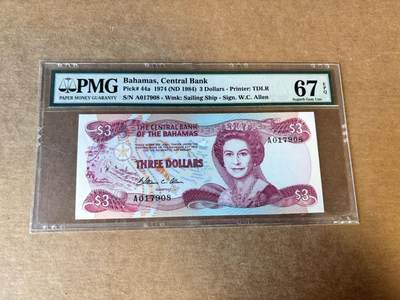 PMG
PAPER MONEY GUARANTY
Bahamas, Central Bank
Pick# 44a 1974 (ND 1984) 3 Dollars - Printer: TDLR
S/N A017908 - Wmk: Sailing Ship - Sign. W.C. Allen
67 EPQ
Superb Gem Unc
$3
THE CENTRAL BANK
OF THE BAHAMAS
$3
A017908
THREE DOLLARS
$3
A017908
$3